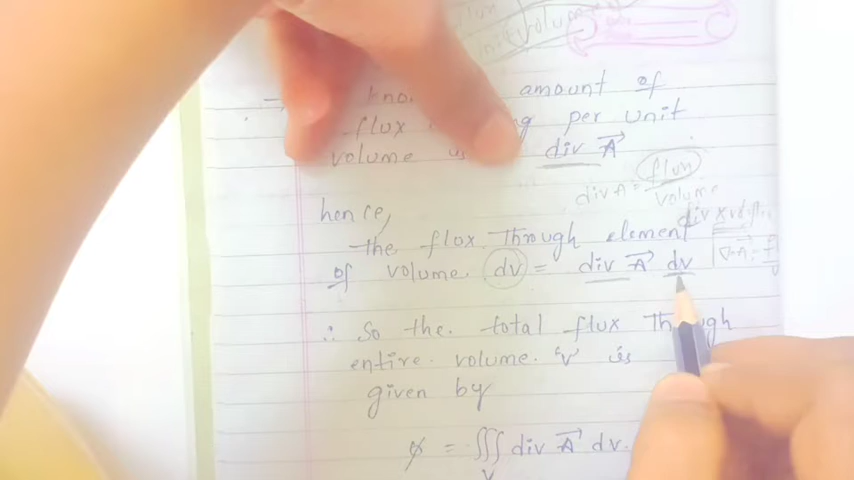 amount of
flux per unit
volume div A⃗
div A = flux
volume
hence,
the flux through element
of volume dv = div A⃗ dv
∴ So the total flux Through
entire volume 'v' is
given by
ϕ = ∭ div A⃗ dv.
v